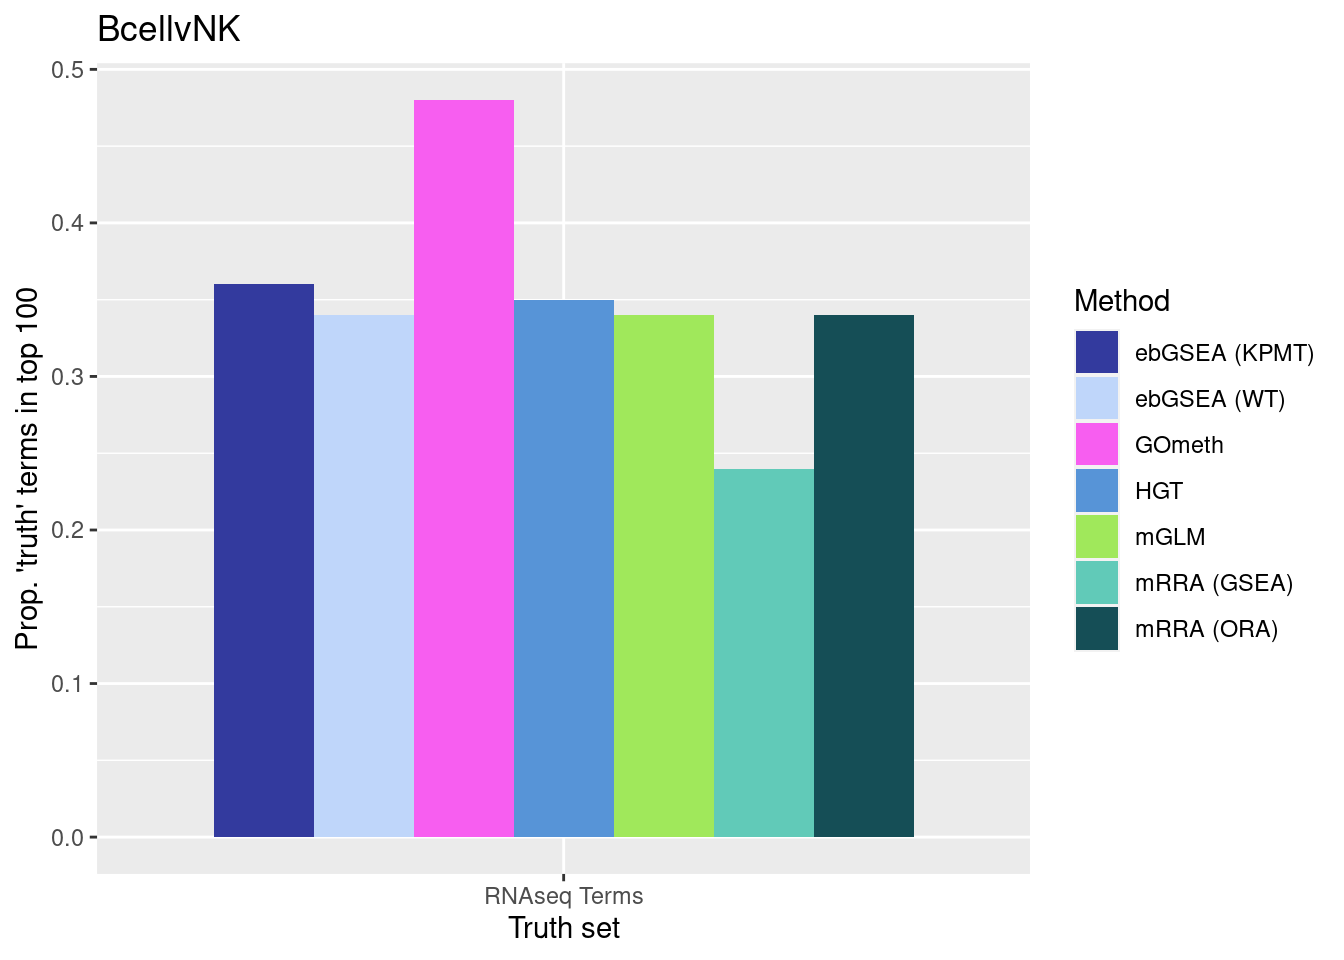 BcellvNK
Prop. 'truth' terms in top 100
0.5
0.4
0.3
0.2
0.1
0.0
RNAseq Terms
Truth set
Method
ebGSEA (KPMT)
ebGSEA (WT)
GOmeth
HGT
mGLM
mRRA (GSEA)
mRRA (ORA)